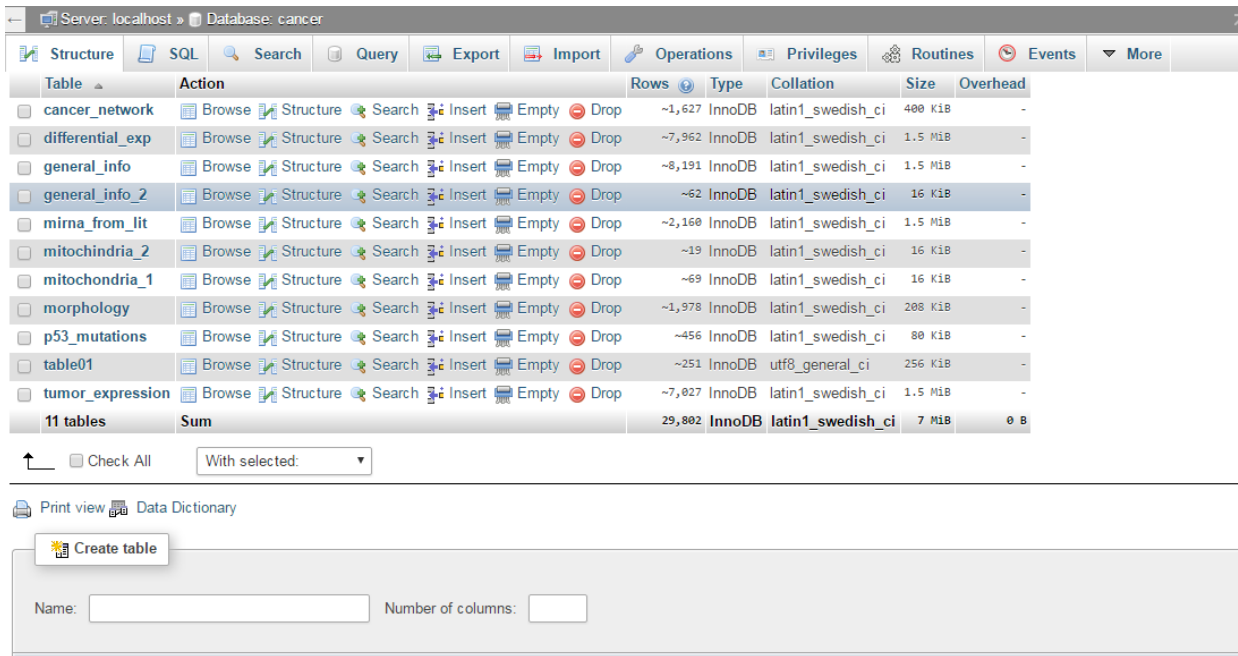 ← Server: localhost » Database: cancer
Structure SQL Search Query Export Import Operations Privileges Routines Events More
Table Action Rows Type Collation Size Overhead
cancer_network Browse Structure Search Insert Empty Drop ~1,627 InnoDB latin1_swedish_ci 400 KiB -
differential_exp Browse Structure Search Insert Empty Drop ~7,962 InnoDB latin1_swedish_ci 1.5 MiB -
general_info Browse Structure Search Insert Empty Drop ~8,191 InnoDB latin1_swedish_ci 1.5 MiB -
general_info_2 Browse Structure Search Insert Empty Drop ~62 InnoDB latin1_swedish_ci 16 KiB -
mirna_from_lit Browse Structure Search Insert Empty Drop ~2,160 InnoDB latin1_swedish_ci 1.5 MiB -
mitochindria_2 Browse Structure Search Insert Empty Drop ~19 InnoDB latin1_swedish_ci 16 KiB -
mitochondria_1 Browse Structure Search Insert Empty Drop ~69 InnoDB latin1_swedish_ci 16 KiB -
morphology Browse Structure Search Insert Empty Drop ~1,978 InnoDB latin1_swedish_ci 208 KiB -
p53_mutations Browse Structure Search Insert Empty Drop ~456 InnoDB latin1_swedish_ci 80 KiB -
table01 Browse Structure Search Insert Empty Drop ~251 InnoDB utf8_general_ci 256 KiB -
tumor_expression Browse Structure Search Insert Empty Drop ~7,027 InnoDB latin1_swedish_ci 1.5 MiB -
11 tables Sum 29,802 InnoDB latin1_swedish_ci 7 MiB 0 B
Check All With selected:
Print view Data Dictionary
Create table
Name: Number of columns: